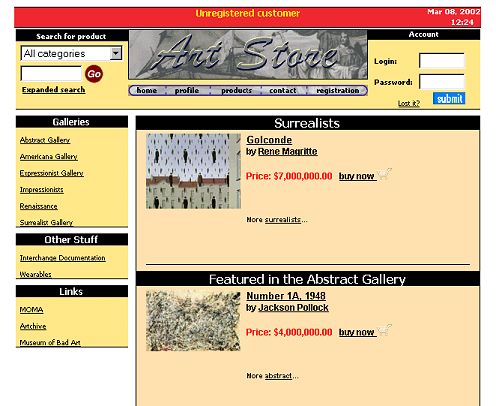 Unregistered customer
Mar 08, 2002
12:24
Search for product
All categories
Go
Expanded search
Art Store
home profile products contact registration
Account
Login:
Password:
Lost it? submit
Galleries
Abstract Gallery
Americana Gallery
Expressionist Gallery
Impressionists
Renaissance
Surrealist Gallery
Other Stuff
Interchange Documentation
Wearables
Links
MOMA
Artchive
Museum of Bad Art
Surrealists
Golconde
by Rene Magritte
Price: $7,000,000.00 buy now
More surrealists...
Featured in the Abstract Gallery
Number 1A, 1948
by Jackson Pollock
Price: $4,000,000.00 buy now
More abstract...